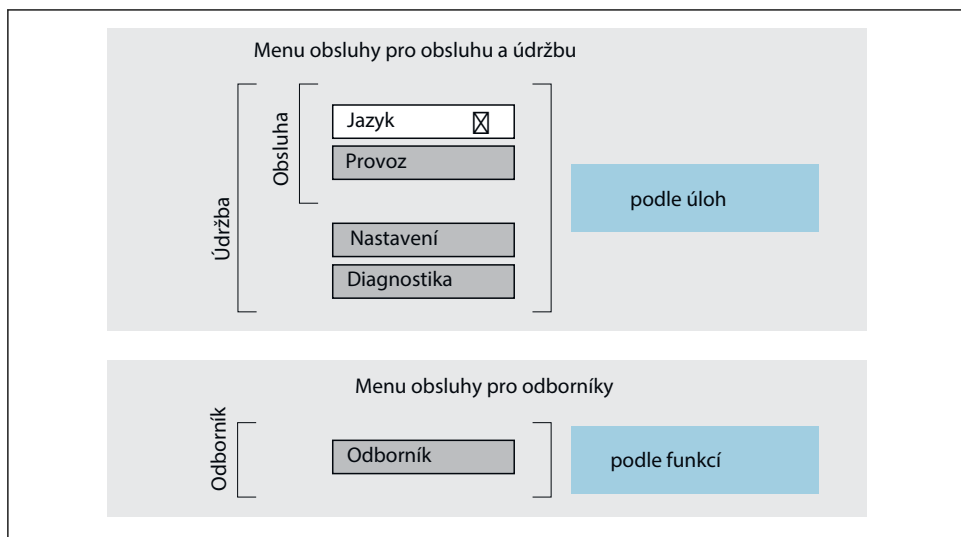 Menu obsluhy pro obsluhu a údržbu
Údržba
Obsluha
Jazyk
Provoz
Nastavení
Diagnostika
podle úloh
Menu obsluhy pro odborníky
Odborník
Odborník
podle funkcí